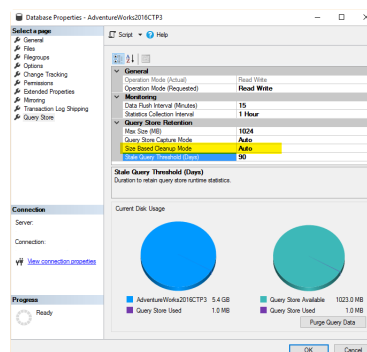 Database Properties - AdventureWorks2016CTP3
Select a page
General
Files
Filegroups
Options
Change Tracking
Permissions
Extended Properties
Mirroring
Transaction Log Shipping
Query Store
Script Help
General
Operation Mode (Actual) Read Write
Operation Mode (Requested) Read Write
Monitoring
Data Flush Interval (Minutes) 15
Statistics Collection Interval 1 Hour
Query Store Retention
Max Size (MB) 1024
Query Store Capture Mode Auto
Size Based Cleanup Mode Auto
Stale Query Threshold (Days) 90
Stale Query Threshold (Days)
Duration to retain query store runtime statistics.
Connection
Server:
Connection:
View connection properties
Progress
Ready
Current Disk Usage
AdventureWorks2016CTP3 5.4 GB
Query Store Used 1.0 MB
Query Store Available 1023.0 MB
Query Store Used 1.0 MB
Purge Query Data
OK Cancel